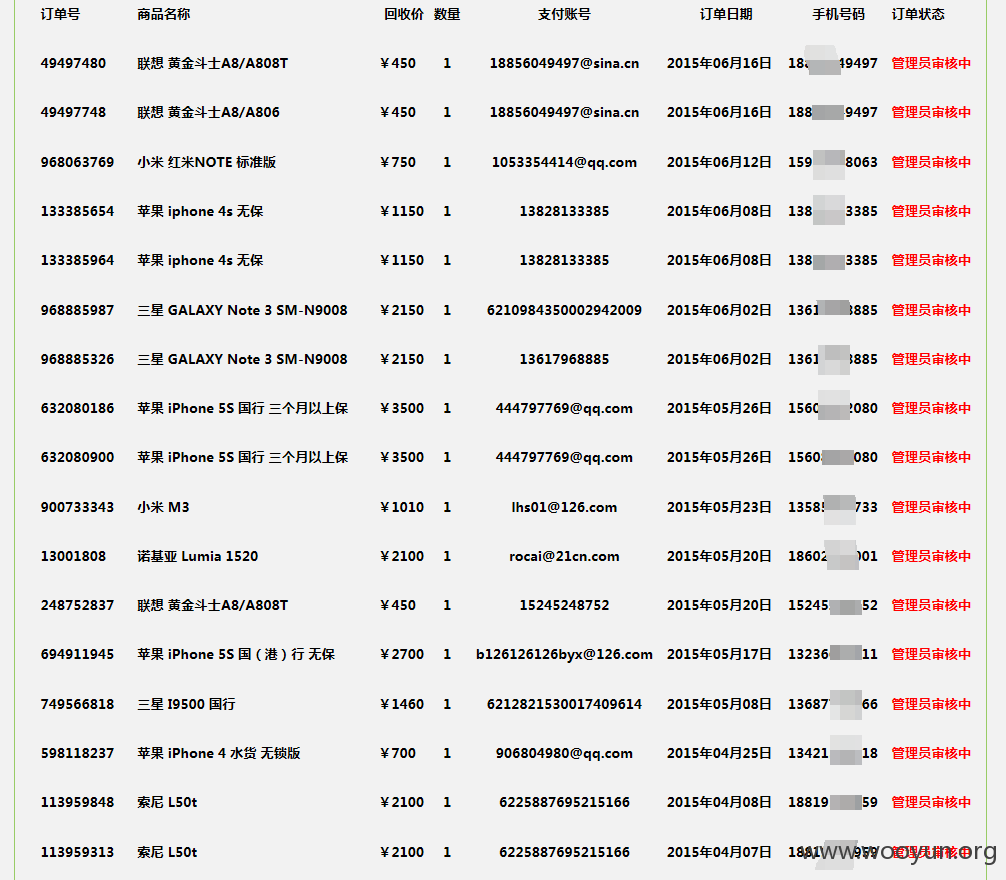 订单号 商品名称 回收价 数量 支付账号 订单日期 手机号码 订单状态
49497480 联想 黄金斗士A8/A808T ¥450 1 18856049497@sina.cn 2015年06月16日 188 49497 管理员审核中
49497748 联想 黄金斗士A8/A806 ¥450 1 18856049497@sina.cn 2015年06月16日 188 9497 管理员审核中
968063769 小米 红米NOTE 标准版 ¥750 1 1053354414@qq.com 2015年06月12日 159 8063 管理员审核中
133385654 苹果 iphone 4s 无保 ¥1150 1 13828133385 2015年06月08日 138 3385 管理员审核中
133385964 苹果 iphone 4s 无保 ¥1150 1 13828133385 2015年06月08日 138 3385 管理员审核中
968885987 三星 GALAXY Note 3 SM-N9008 ¥2150 1 6210984350002942009 2015年06月02日 1361 8885 管理员审核中
968885326 三星 GALAXY Note 3 SM-N9008 ¥2150 1 13617968885 2015年06月02日 1361 8885 管理员审核中
632080186 苹果 iPhone 5S 国行 三个月以上保 ¥3500 1 444797769@qq.com 2015年05月26日 1560 2080 管理员审核中
632080900 苹果 iPhone 5S 国行 三个月以上保 ¥3500 1 444797769@qq.com 2015年05月26日 1560 080 管理员审核中
900733343 小米 M3 ¥1010 1 lhs01@126.com 2015年05月23日 1358 733 管理员审核中
13001808 诺基亚 Lumia 1520 ¥2100 1 rocai@21cn.com 2015年05月20日 18602 001 管理员审核中
248752837 联想 黄金斗士A8/A808T ¥450 1 15245248752 2015年05月20日 15245 52 管理员审核中
694911945 苹果 iPhone 5S 国（港）行 无保 ¥2700 1 b126126126byx@126.com 2015年05月17日 13236 11 管理员审核中
749566818 三星 I9500 国行 ¥1460 1 6212821530017409614 2015年05月08日 13687 66 管理员审核中
598118237 苹果 iPhone 4 水货 无锁版 ¥700 1 906804980@qq.com 2015年04月25日 13421 18 管理员审核中
113959848 索尼 L50t ¥2100 1 6225887695215166 2015年04月08日 18819 59 管理员审核中
113959313 索尼 L50t ¥2100 1 6225887695215166 2015年04月07日 1881 959 管理员审核中
www.wooyun.org